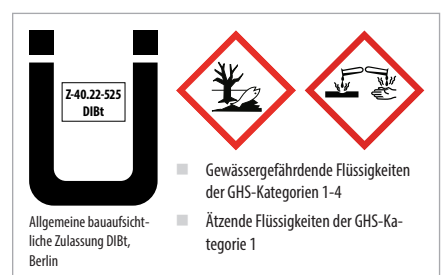 Z-40.22-525
DIBt
Allgemeine bauaufsicht-
liche Zulassung DIBt,
Berlin
Gewässergefährdende Flüssigkeiten
der GHS-Kategorien 1-4
Ätzende Flüssigkeiten der GHS-Ka-
tegorie 1